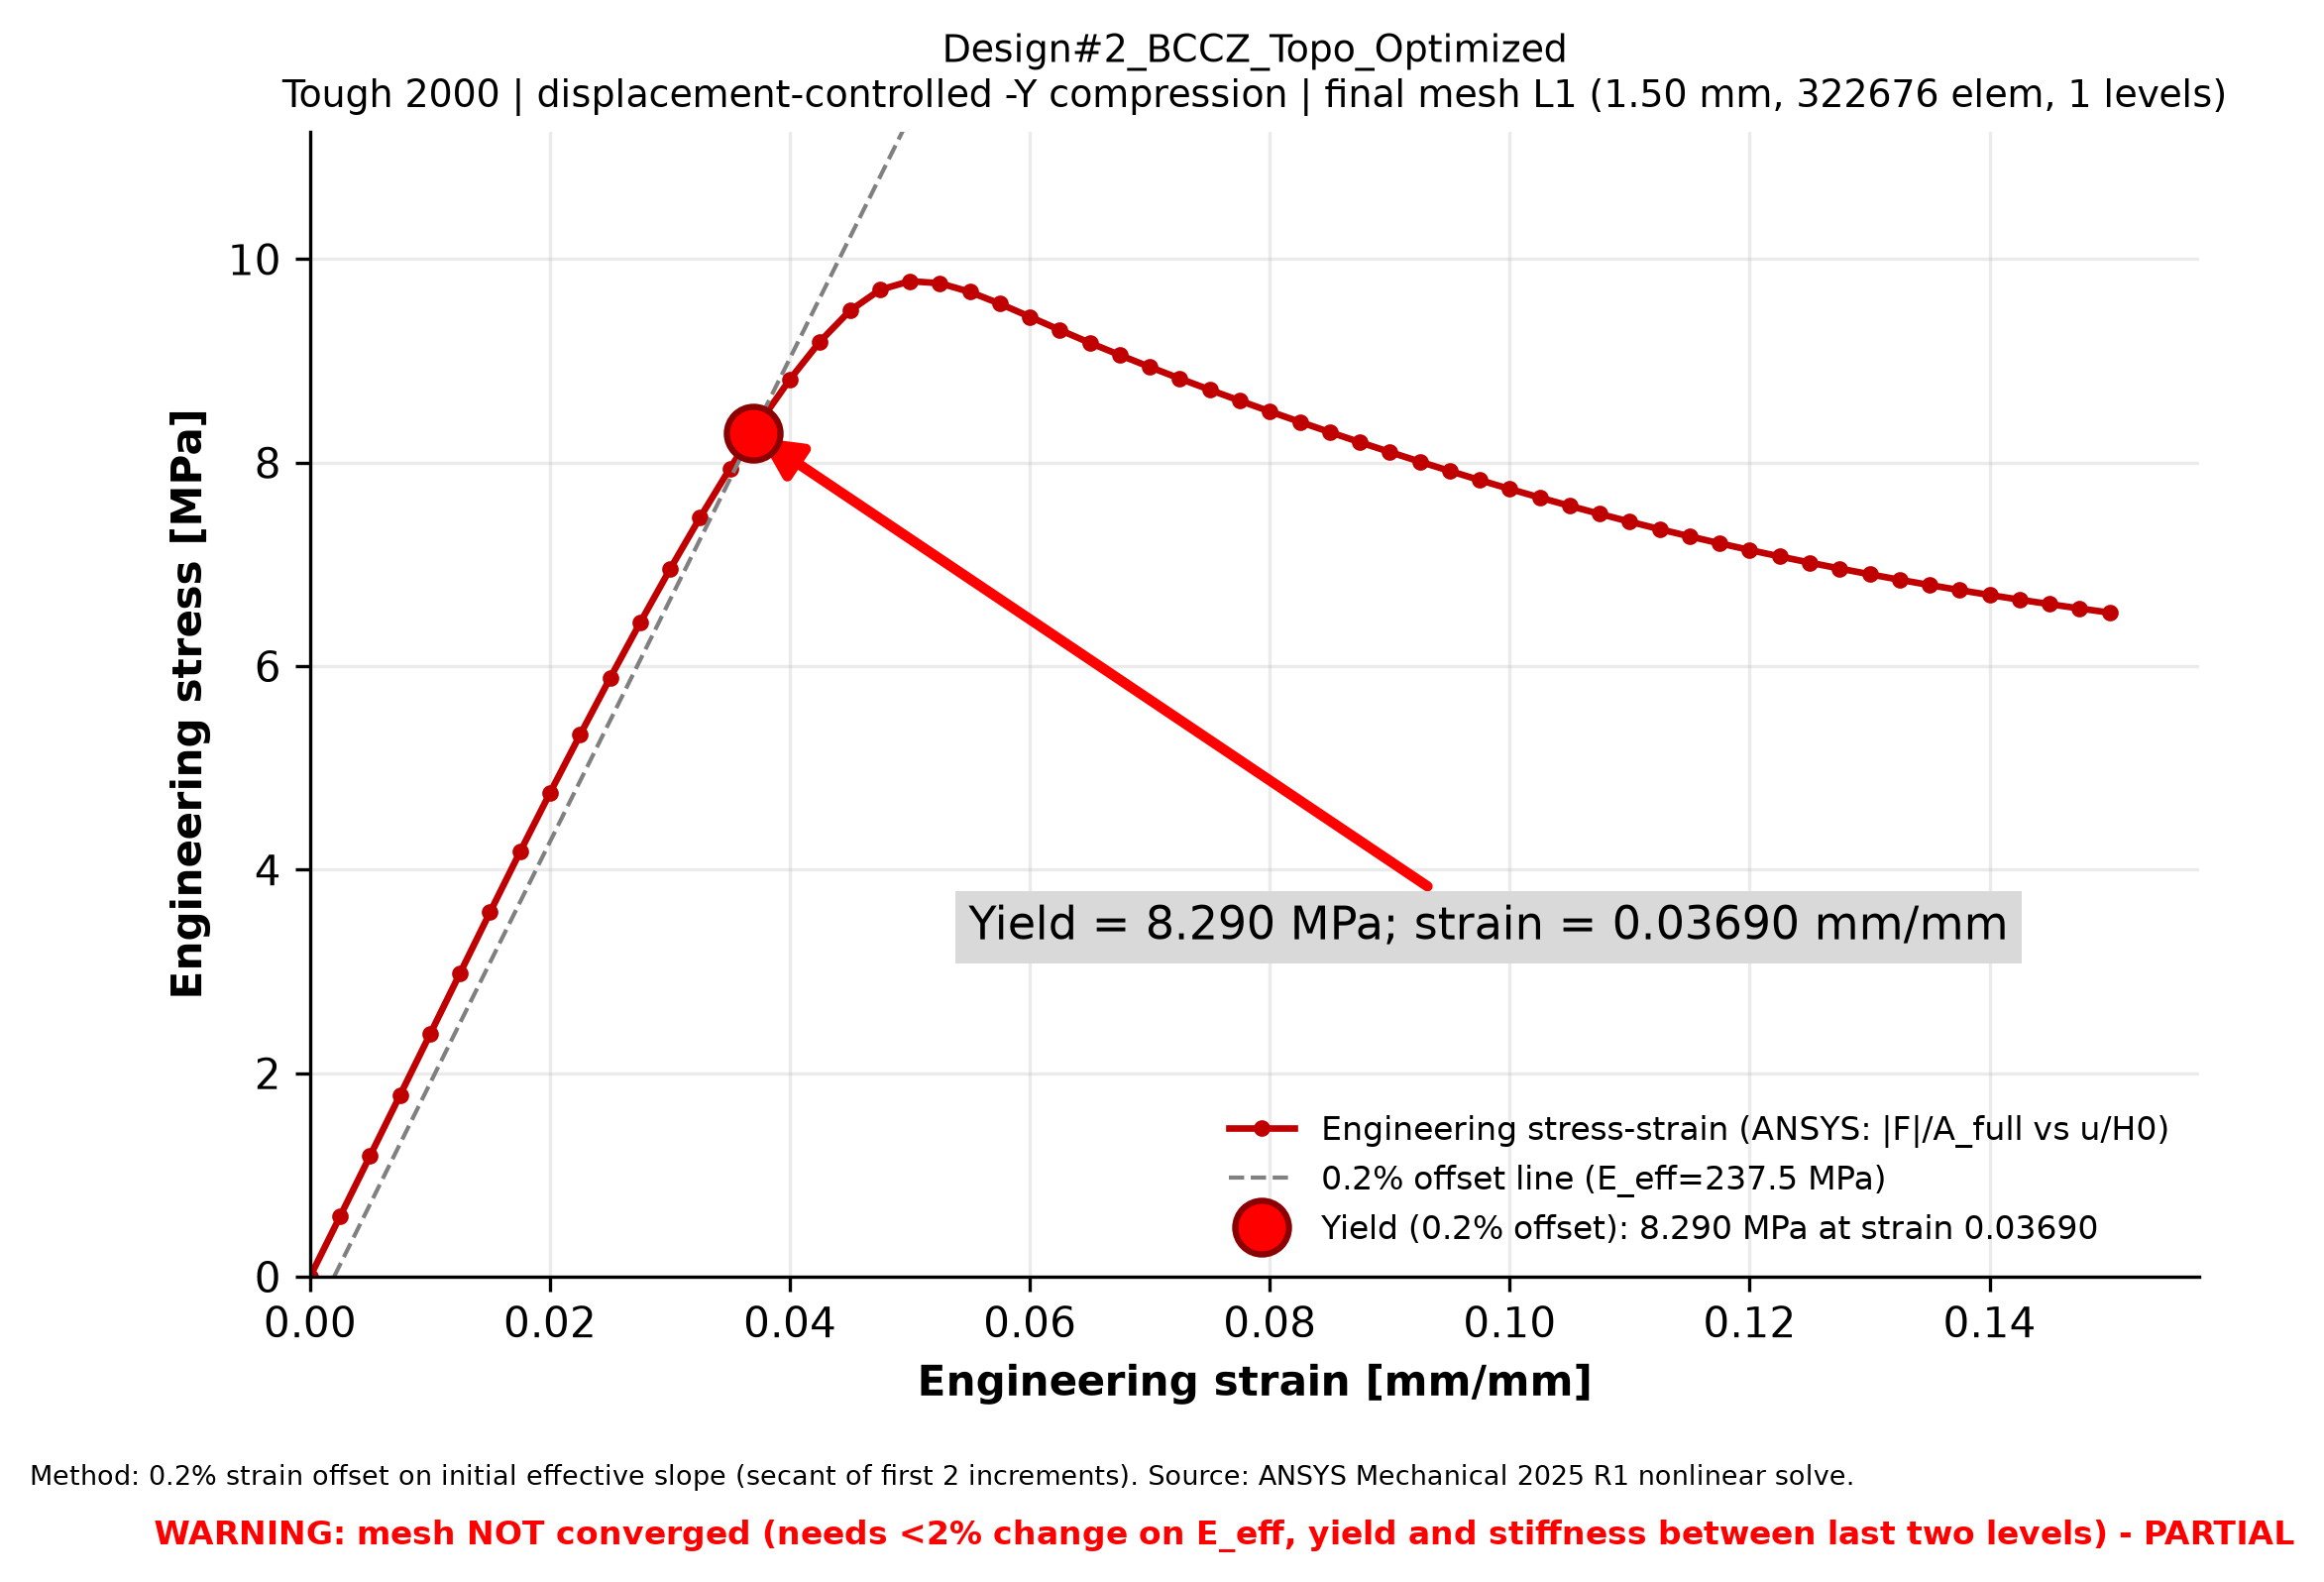 Design#2_BCCZ_Topo_Optimized
Tough 2000 | displacement-controlled -Y compression | final mesh L1 (1.50 mm, 322676 elem, 1 levels)
Engineering stress [MPa]
10
8
6
4
2
0
Yield = 8.290 MPa; strain = 0.03690 mm/mm
Engineering stress-strain (ANSYS: |F|/A_full vs u/H0)
0.2% offset line (E_eff=237.5 MPa)
Yield (0.2% offset): 8.290 MPa at strain 0.03690
0.00 0.02 0.04 0.06 0.08 0.10 0.12 0.14
Engineering strain [mm/mm]
Method: 0.2% strain offset on initial effective slope (secant of first 2 increments). Source: ANSYS Mechanical 2025 R1 nonlinear solve.
WARNING: mesh NOT converged (needs <2% change on E_eff, yield and stiffness between last two levels) - PARTIAL